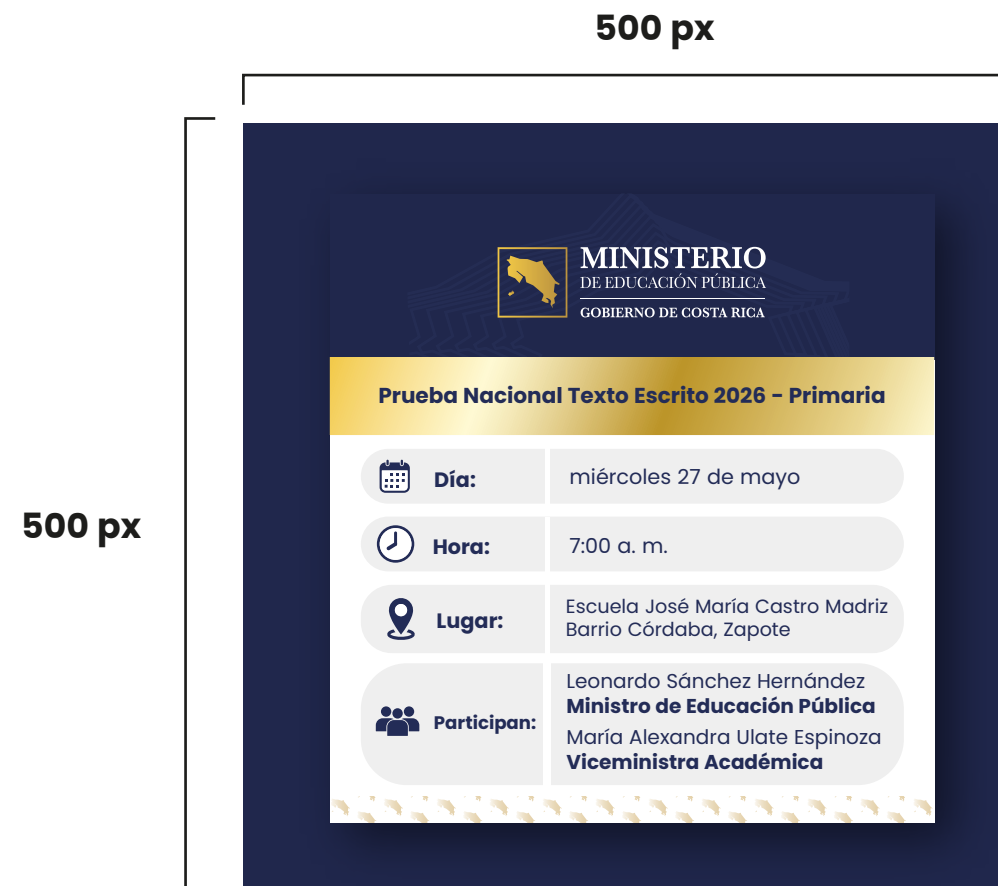 500 px
500 px
MINISTERIO
DE EDUCACIÓN PÚBLICA
GOBIERNO DE COSTA RICA
Prueba Nacional Texto Escrito 2026 - Primaria
Día:
miércoles 27 de mayo
Hora:
7:00 a. m.
Lugar:
Escuela José María Castro Madriz
Barrio Córdaba, Zapote
Participan:
Leonardo Sánchez Hernández
Ministro de Educación Pública
María Alexandra Ulate Espinoza
Viceministra Académica